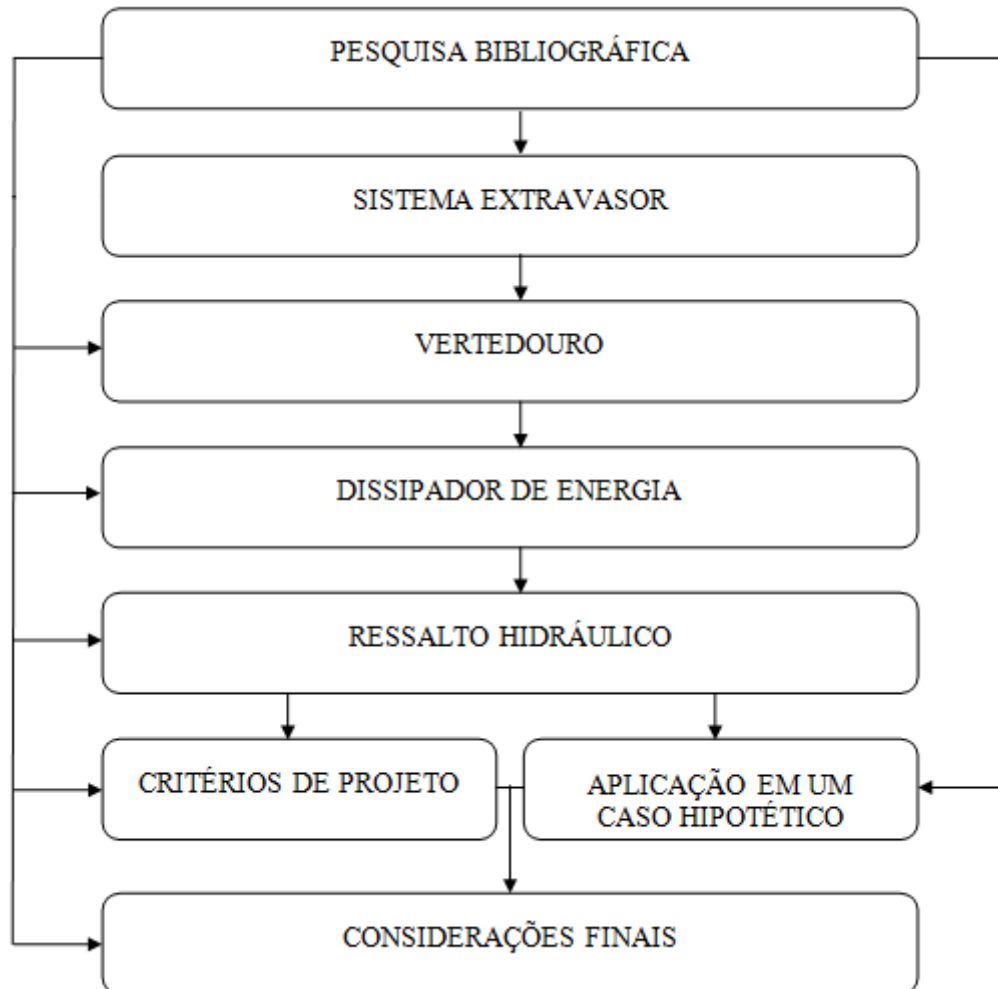 PESQUISA BIBLIOGRÁFICA
SISTEMA EXTRAVASOR
VERTEDOURO
DISSIPADOR DE ENERGIA
RESSALTO HIDRÁULICO
CRITÉRIOS DE PROJETO
APLICAÇÃO EM UM
CASO HIPOTÉTICO
CONSIDERAÇÕES FINAIS